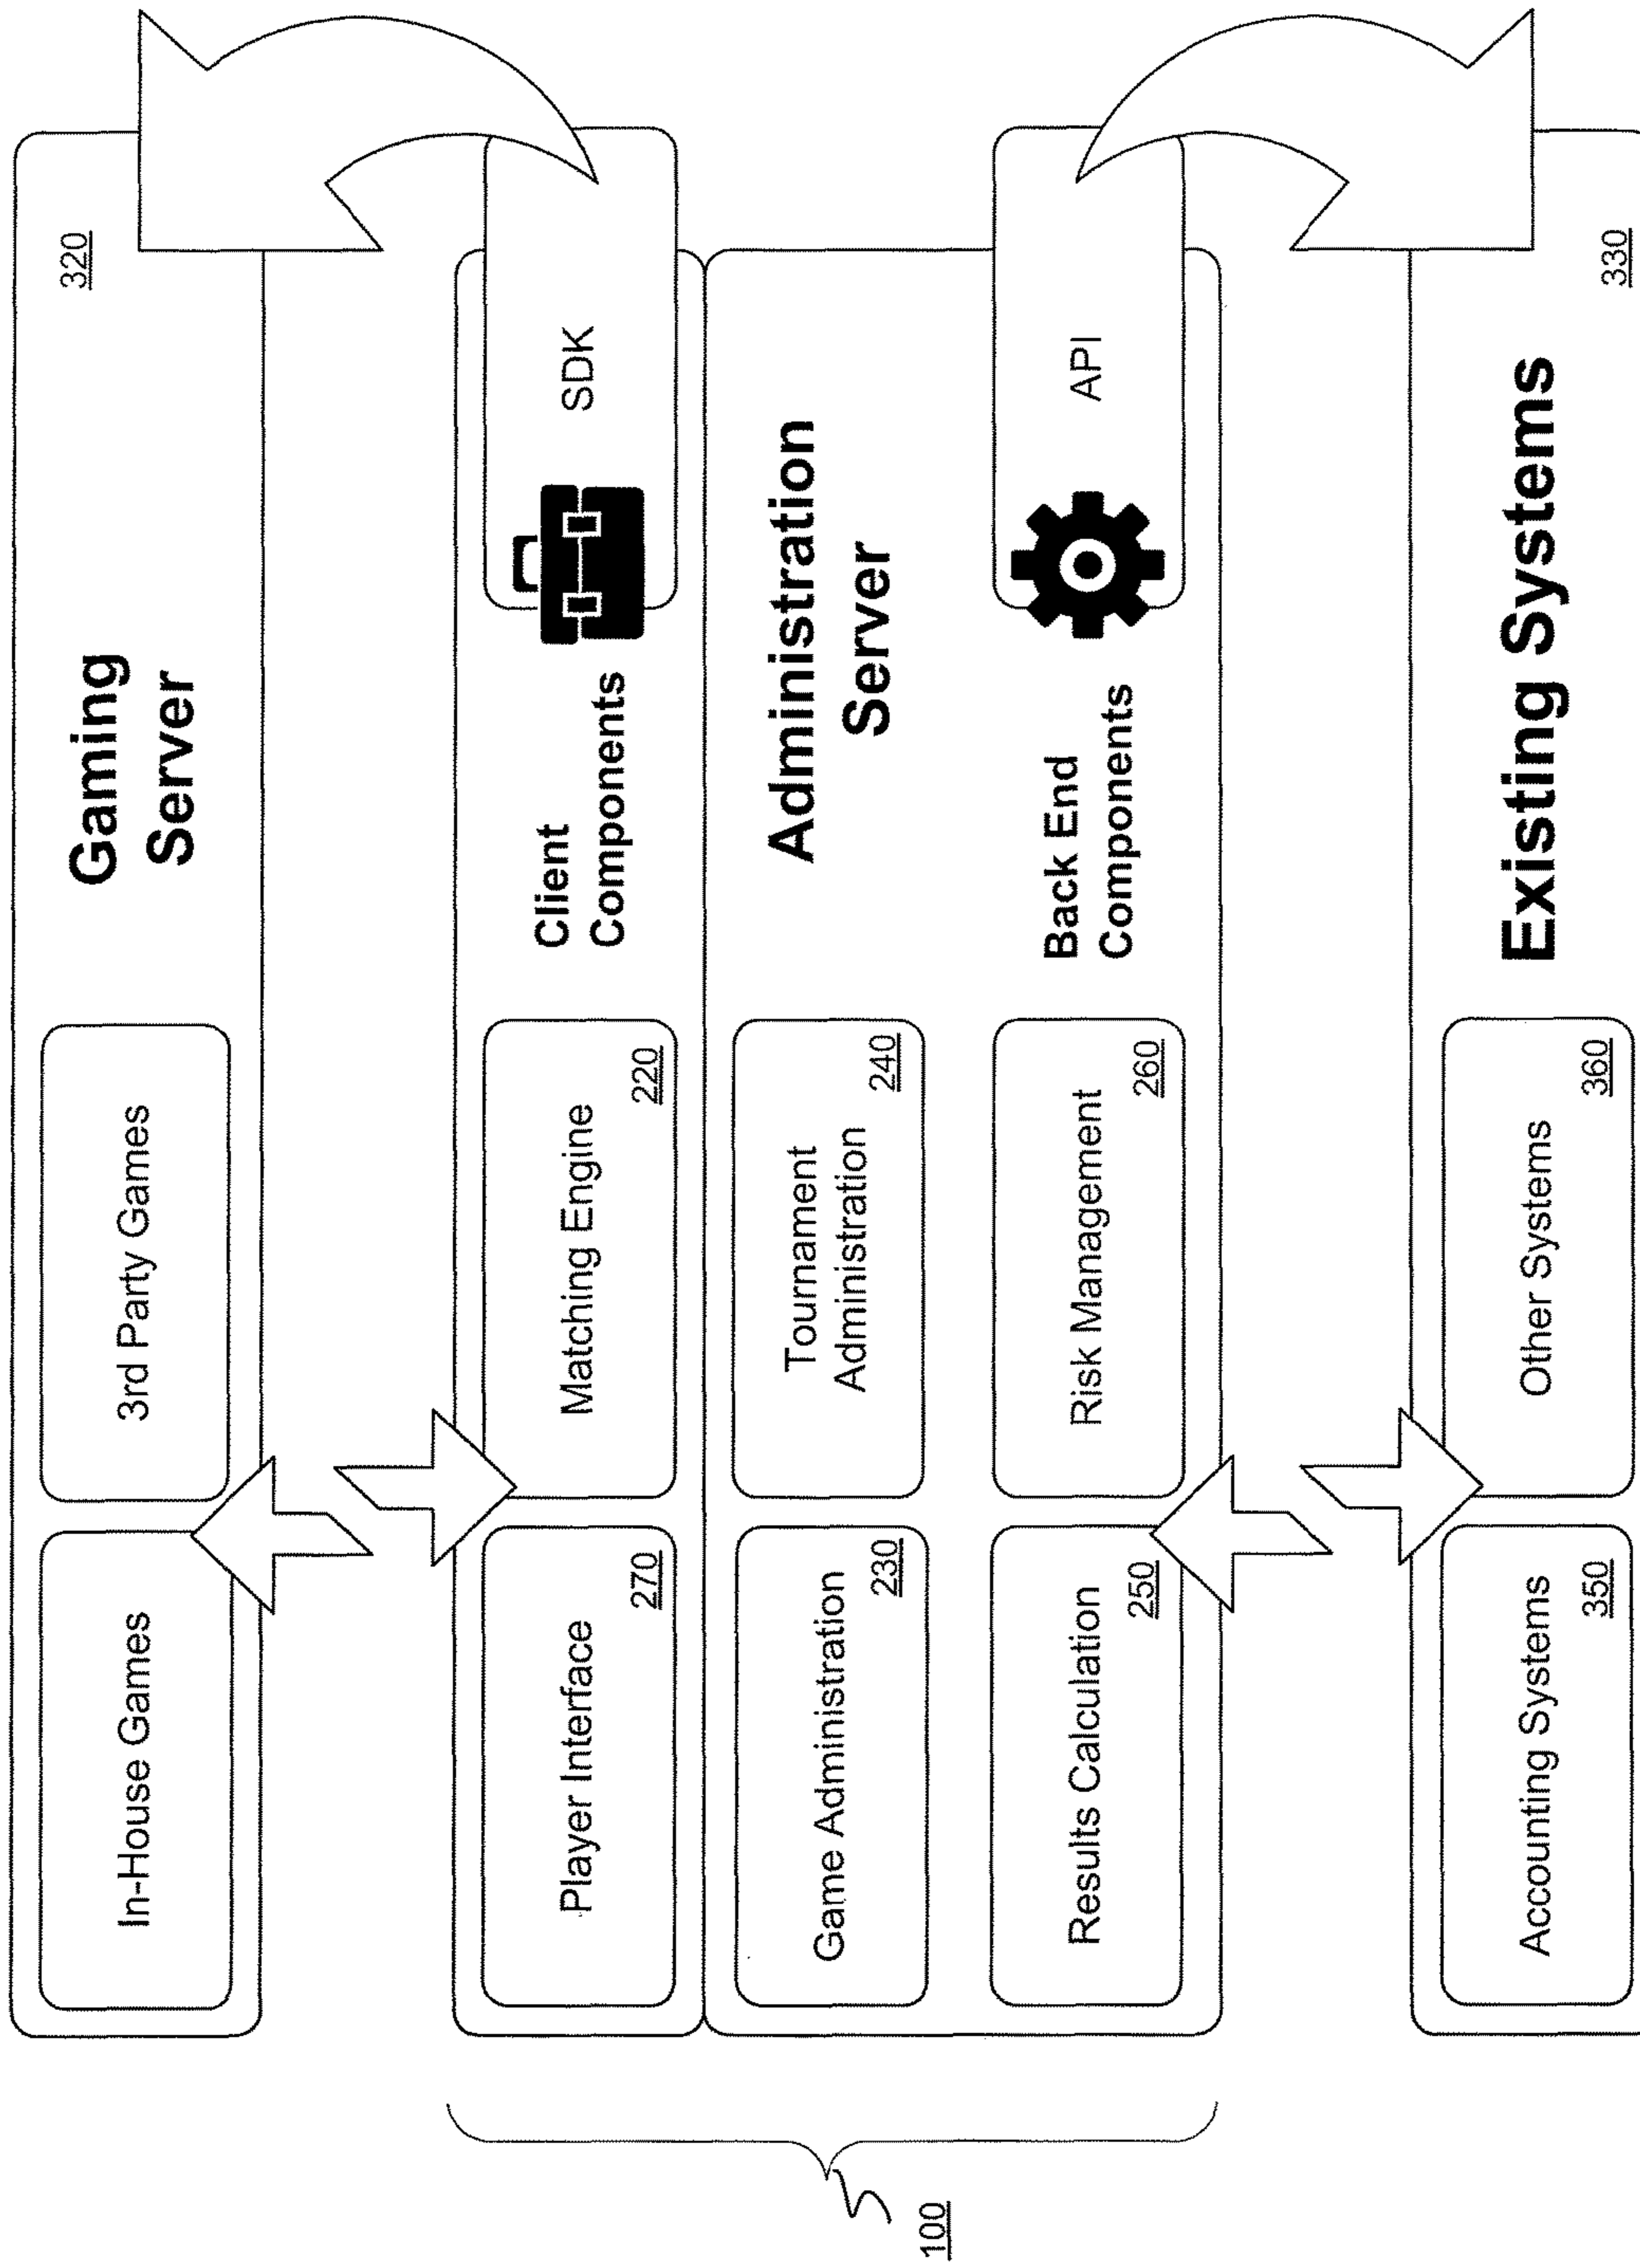 In-House Games
3rd Party Games
Gaming
Server
320
Player Interface
270
Matching Engine
220
Client
Components
SDK
Game Administration
230
Tournament
Administration
240
Administration
Server
Results Calculation
250
Risk Management
260
Back End
Components
API
Accounting Systems
350
Other Systems
360
Existing Systems
330
100